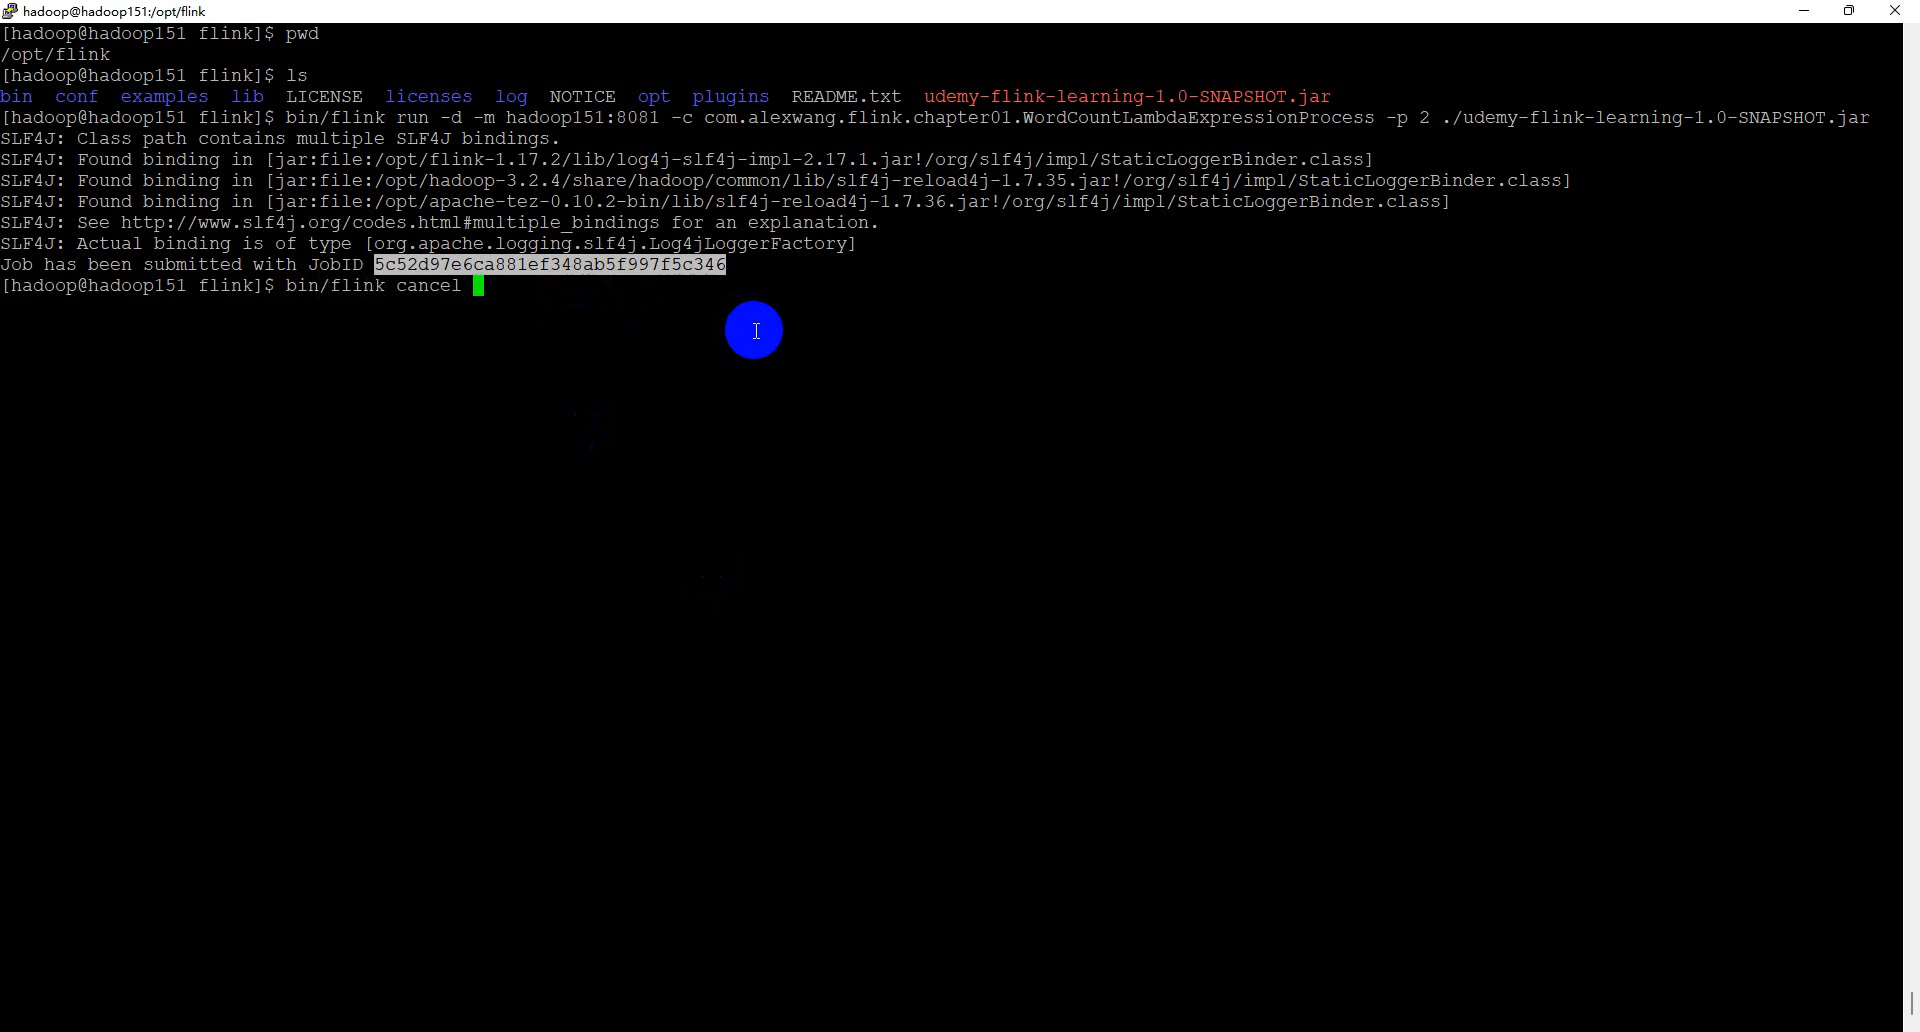 hadoop@hadoop151:/opt/flink
[hadoop@hadoop151 flink]$ pwd
/opt/flink
[hadoop@hadoop151 flink]$ ls
bin  conf  examples  lib  LICENSE  licenses  log  NOTICE  opt  plugins  README.txt  udemy-flink-learning-1.0-SNAPSHOT.jar
[hadoop@hadoop151 flink]$ bin/flink run -d -m hadoop151:8081 -c com.alexwang.flink.chapter01.WordCountLambdaExpressionProcess -p 2 ./udemy-flink-learning-1.0-SNAPSHOT.jar
SLF4J: Class path contains multiple SLF4J bindings.
SLF4J: Found binding in [jar:file:/opt/flink-1.17.2/lib/log4j-slf4j-impl-2.17.1.jar!/org/slf4j/impl/StaticLoggerBinder.class]
SLF4J: Found binding in [jar:file:/opt/hadoop-3.2.4/share/hadoop/common/lib/slf4j-reload4j-1.7.35.jar!/org/slf4j/impl/StaticLoggerBinder.class]
SLF4J: Found binding in [jar:file:/opt/apache-tez-0.10.2-bin/lib/slf4j-reload4j-1.7.36.jar!/org/slf4j/impl/StaticLoggerBinder.class]
SLF4J: See http://www.slf4j.org/codes.html#multiple_bindings for an explanation.
SLF4J: Actual binding is of type [org.apache.logging.slf4j.Log4jLoggerFactory]
Job has been submitted with JobID 5c52d97e6ca881ef348ab5f997f5c346
[hadoop@hadoop151 flink]$ bin/flink cancel